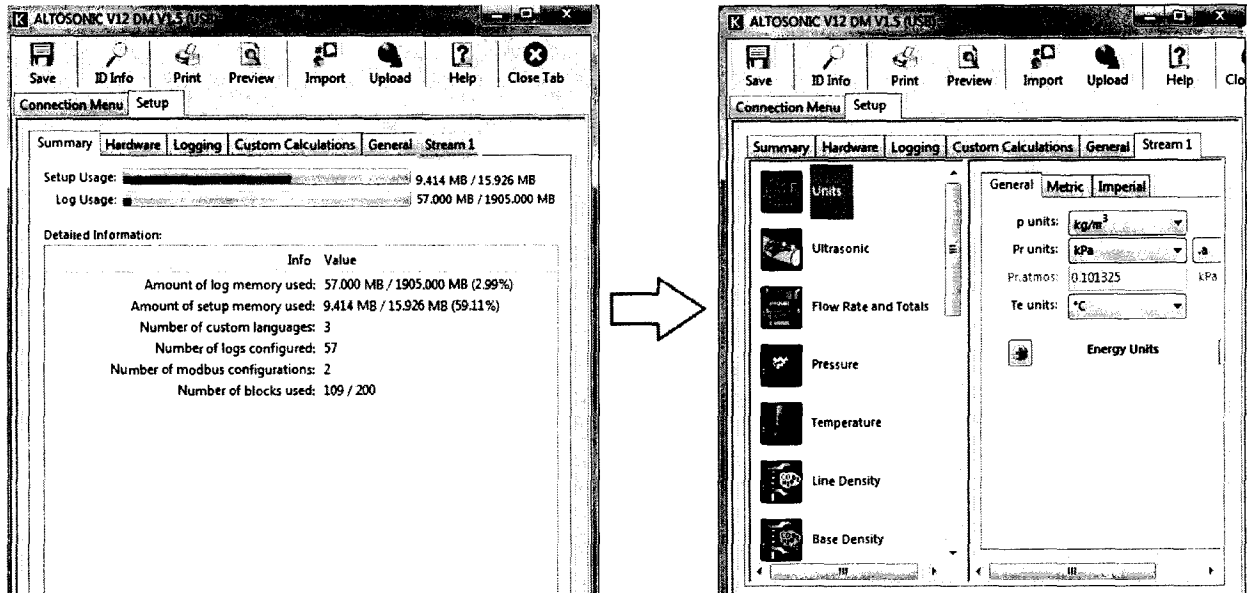 ALTOSONIC V12 DM V1.5 (USB)
Save ID Info Print Preview Import Upload Help Close Tab
Connection Menu Setup
Summary Hardware Logging Custom Calculations General Stream 1
Setup Usage: 9.414 MB / 15.926 MB
Log Usage: 57.000 MB / 1905.000 MB
Detailed Information:
Info Value
Amount of log memory used: 57.000 MB / 1905.000 MB (2.99%)
Amount of setup memory used: 9.414 MB / 15.926 MB (59.11%)
Number of custom languages: 3
Number of logs configured: 57
Number of modbus configurations: 2
Number of blocks used: 109 / 200
ALTOSONIC V12 DM V1.5 (USB)
Save ID Info Print Preview Import Upload Help Clo
Connection Menu Setup
Summary Hardware Logging Custom Calculations General Stream 1
Units
Ultrasonic
Flow Rate and Totals
Pressure
Temperature
Line Density
Base Density
General Metric Imperial
p units: kg/m³
Pr units: kPa .a
Pr.atmos: 0.101325 kPa
Te units: °C
Energy Units